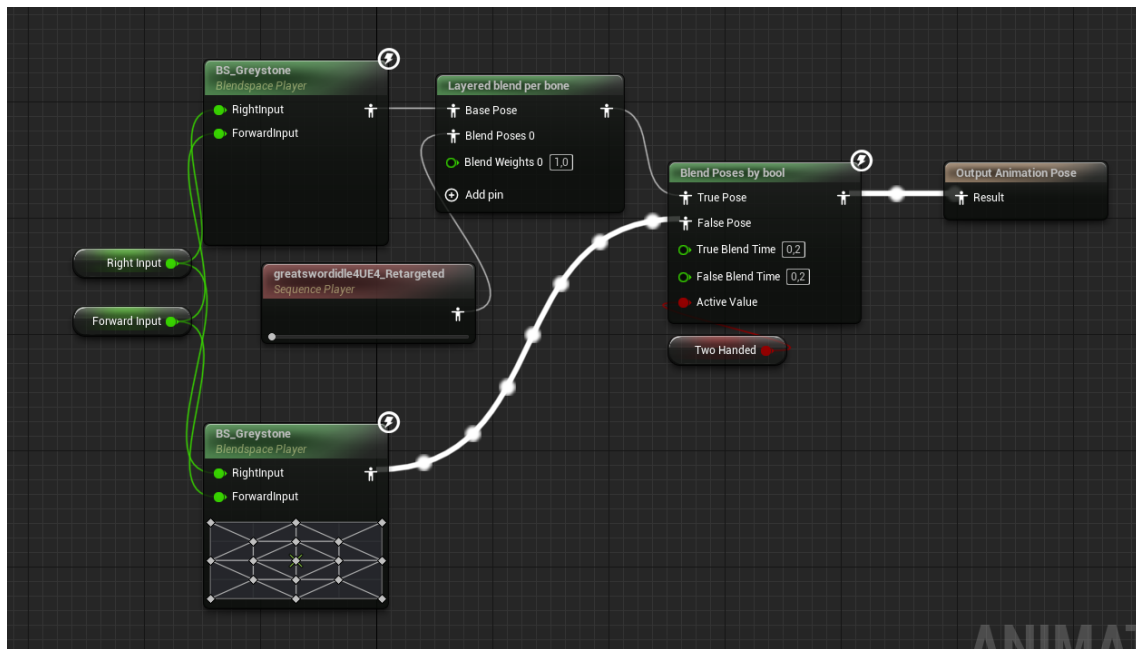 BS_Greystone
Blendspace Player
RightInput
ForwardInput
Layered blend per bone
Base Pose
Blend Poses 0
Blend Weights 0 1,0
Add pin
Blend Poses by bool
True Pose
False Pose
True Blend Time 0,2
False Blend Time 0,2
Active Value
Output Animation Pose
Result
Right Input
Forward Input
greatswordidle4UE4_Retargeted
Sequence Player
Two Handed
BS_Greystone
Blendspace Player
RightInput
ForwardInput
ANIMAT